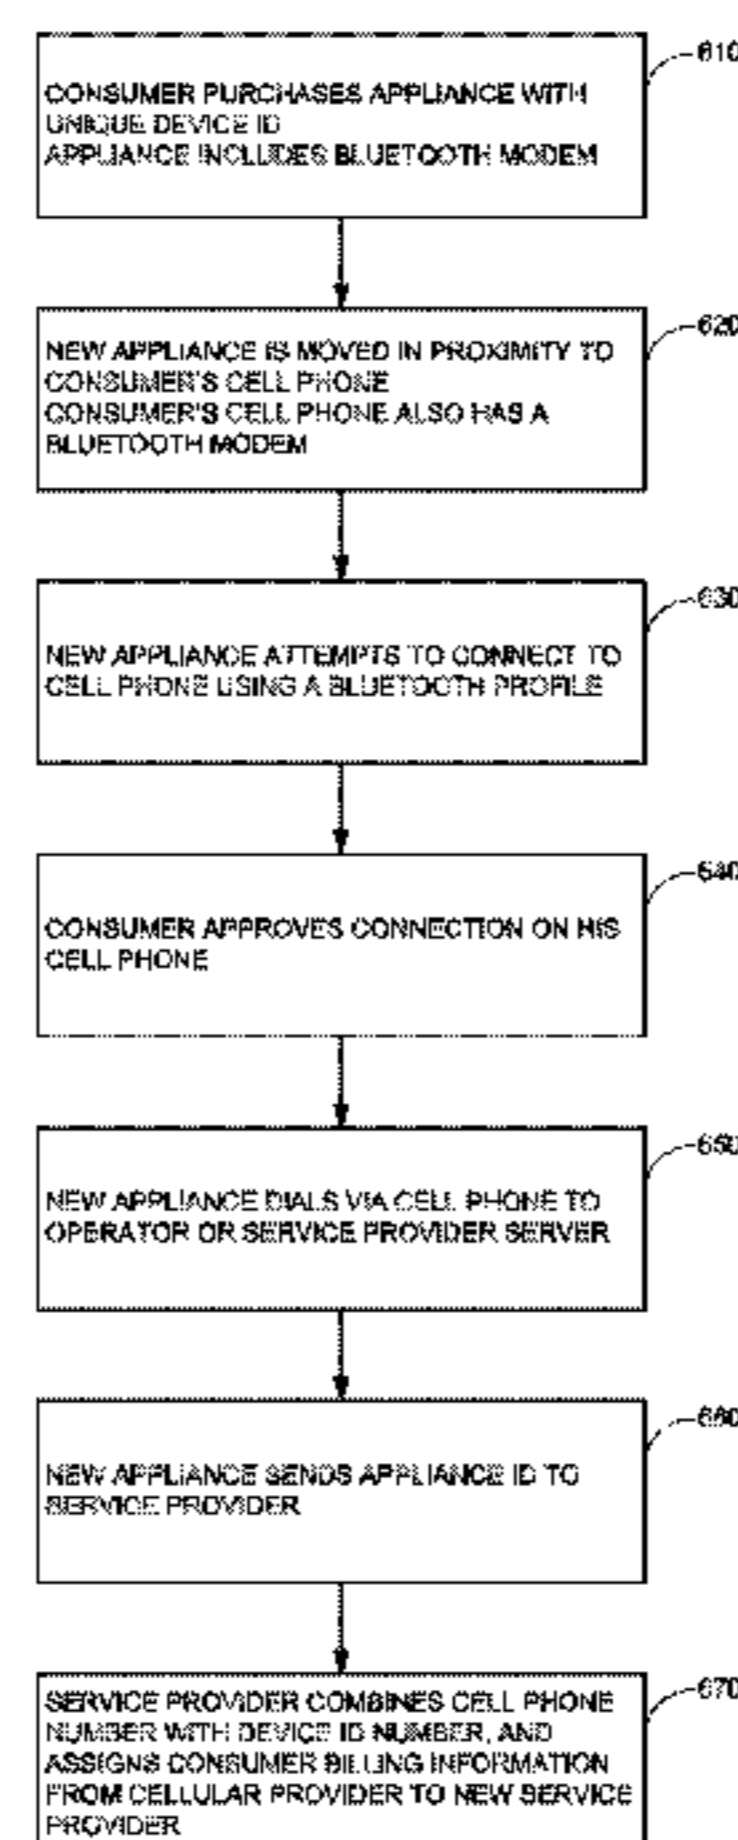 610
CONSUMER PURCHASES APPLIANCE WITH
UNIQUE DEVICE ID
APPLIANCE INCLUDES BLUETOOTH MODEM
620
NEW APPLIANCE IS MOVED IN PROXIMITY TO
CONSUMER'S CELL PHONE
CONSUMER'S CELL PHONE ALSO HAS A
BLUETOOTH MODEM
630
NEW APPLIANCE ATTEMPTS TO CONNECT TO
CELL PHONE USING A BLUETOOTH PROFILE
640
CONSUMER APPROVES CONNECTION ON HIS
CELL PHONE
650
NEW APPLIANCE DIALS VIA CELL PHONE TO
OPERATOR OR SERVICE PROVIDER SERVER
660
NEW APPLIANCE SENDS APPLIANCE ID TO
SERVICE PROVIDER
670
SERVICE PROVIDER COMBINES CELL PHONE
NUMBER WITH DEVICE ID NUMBER, AND
ASSIGNS CONSUMER BILLING INFORMATION
FROM CELLULAR PROVIDER TO NEW SERVICE
PROVIDER